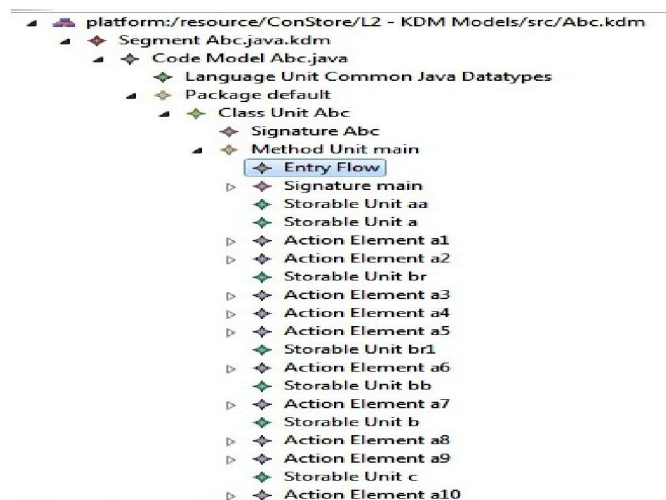 platform:/resource/ConStore/L2 - KDM Models/src/Abc.kdm
Segment Abc.java.kdm
Code Model Abc.java
Language Unit Common Java Datatypes
Package default
Class Unit Abc
Signature Abc
Method Unit main
Entry Flow
Signature main
Storable Unit aa
Storable Unit a
Action Element a1
Action Element a2
Storable Unit br
Action Element a3
Action Element a4
Action Element a5
Storable Unit br1
Action Element a6
Storable Unit bb
Action Element a7
Storable Unit b
Action Element a8
Action Element a9
Storable Unit c
Action Element a10